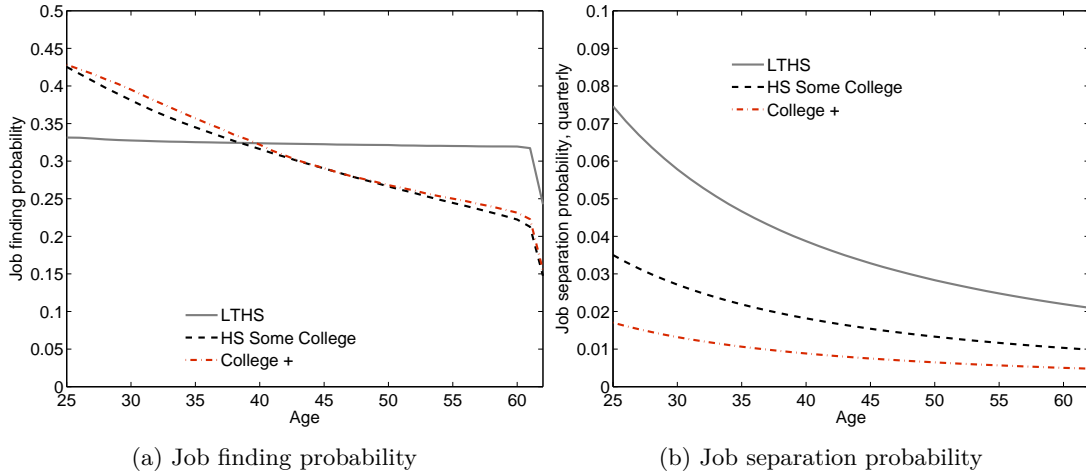 0.5
0.45
0.4
0.35
0.3
0.25
0.2
0.15
0.1
0.05
0
Job finding probability
LTHS
HS Some College
College +
25 30 35 40 45 50 55 60
Age
(a) Job finding probability
0.1
0.09
0.08
0.07
0.06
0.05
0.04
0.03
0.02
0.01
0
Job separation probability, quarterly
LTHS
HS Some College
College +
25 30 35 40 45 50 55 60
Age
(b) Job separation probability